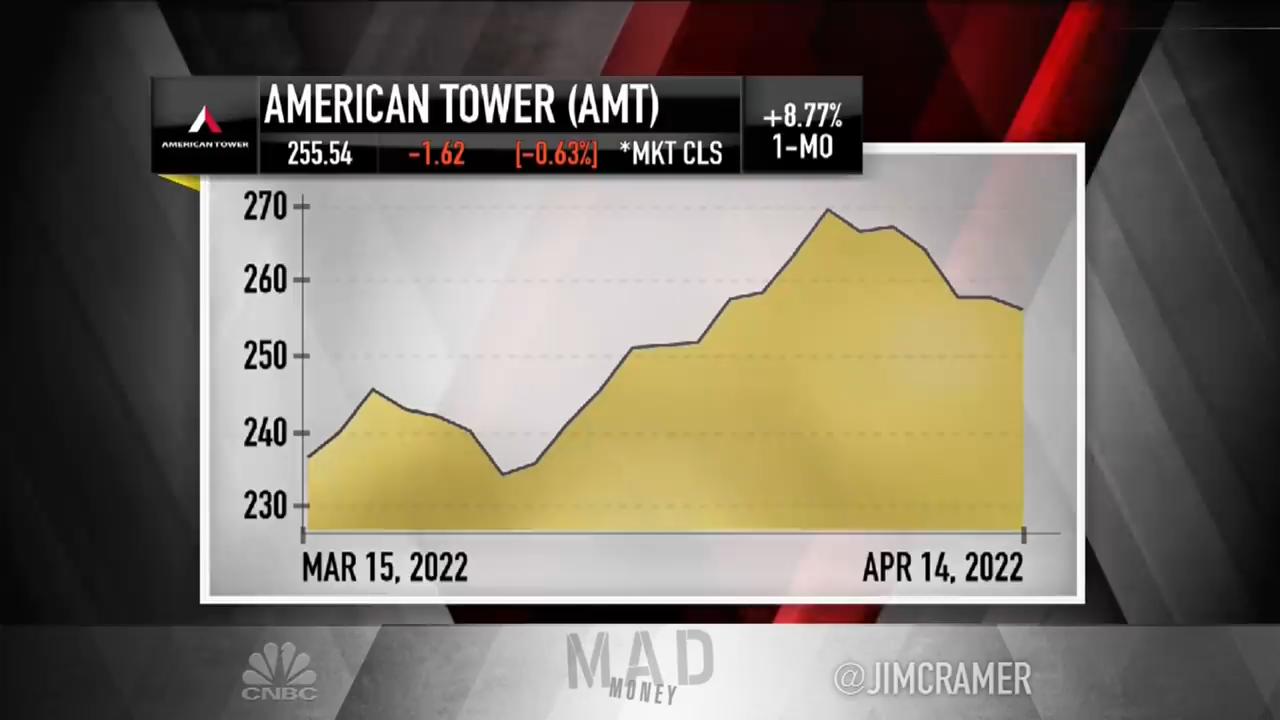 AMERICAN TOWER (AMT)
AMERICAN TOWER
255.54 -1.62 [-0.63%] *MKT CLS
+8.77%
1-MO
270
260
250
240
230
MAR 15, 2022
APR 14, 2022
CNBC
MAD
MONEY
@JIMCRAMER